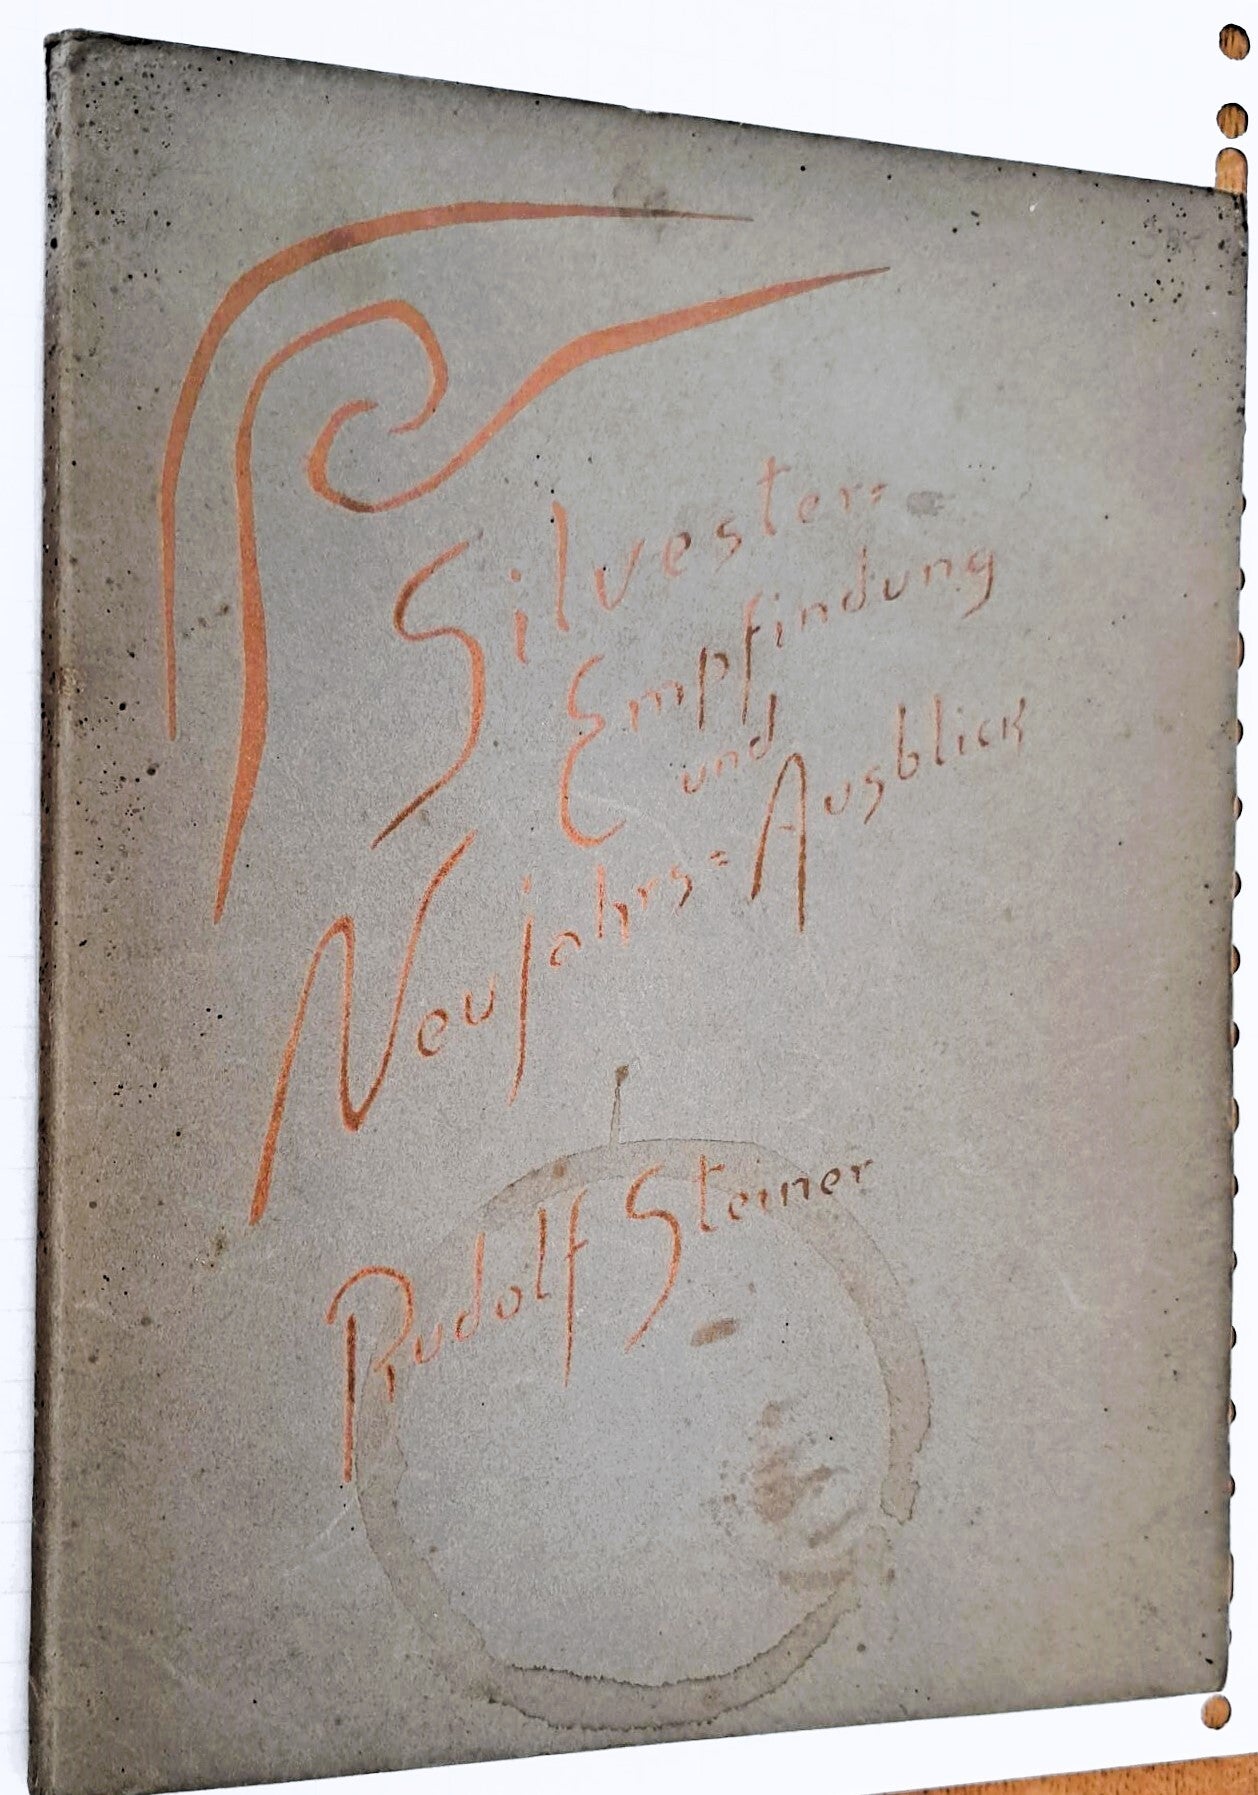 Silvester=
Empfindung
und
Neujahrs=Ausblick
Rudolf Steiner